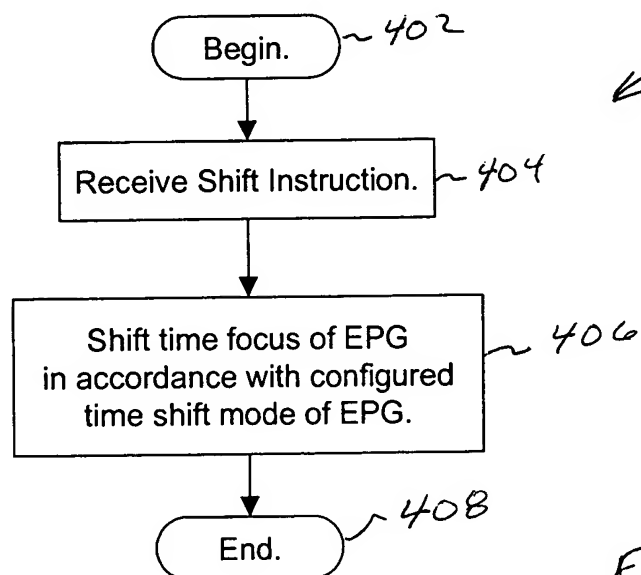 Begin. 402
Receive Shift Instruction. 404
Shift time focus of EPG
in accordance with configured
time shift mode of EPG.
406
End. 408